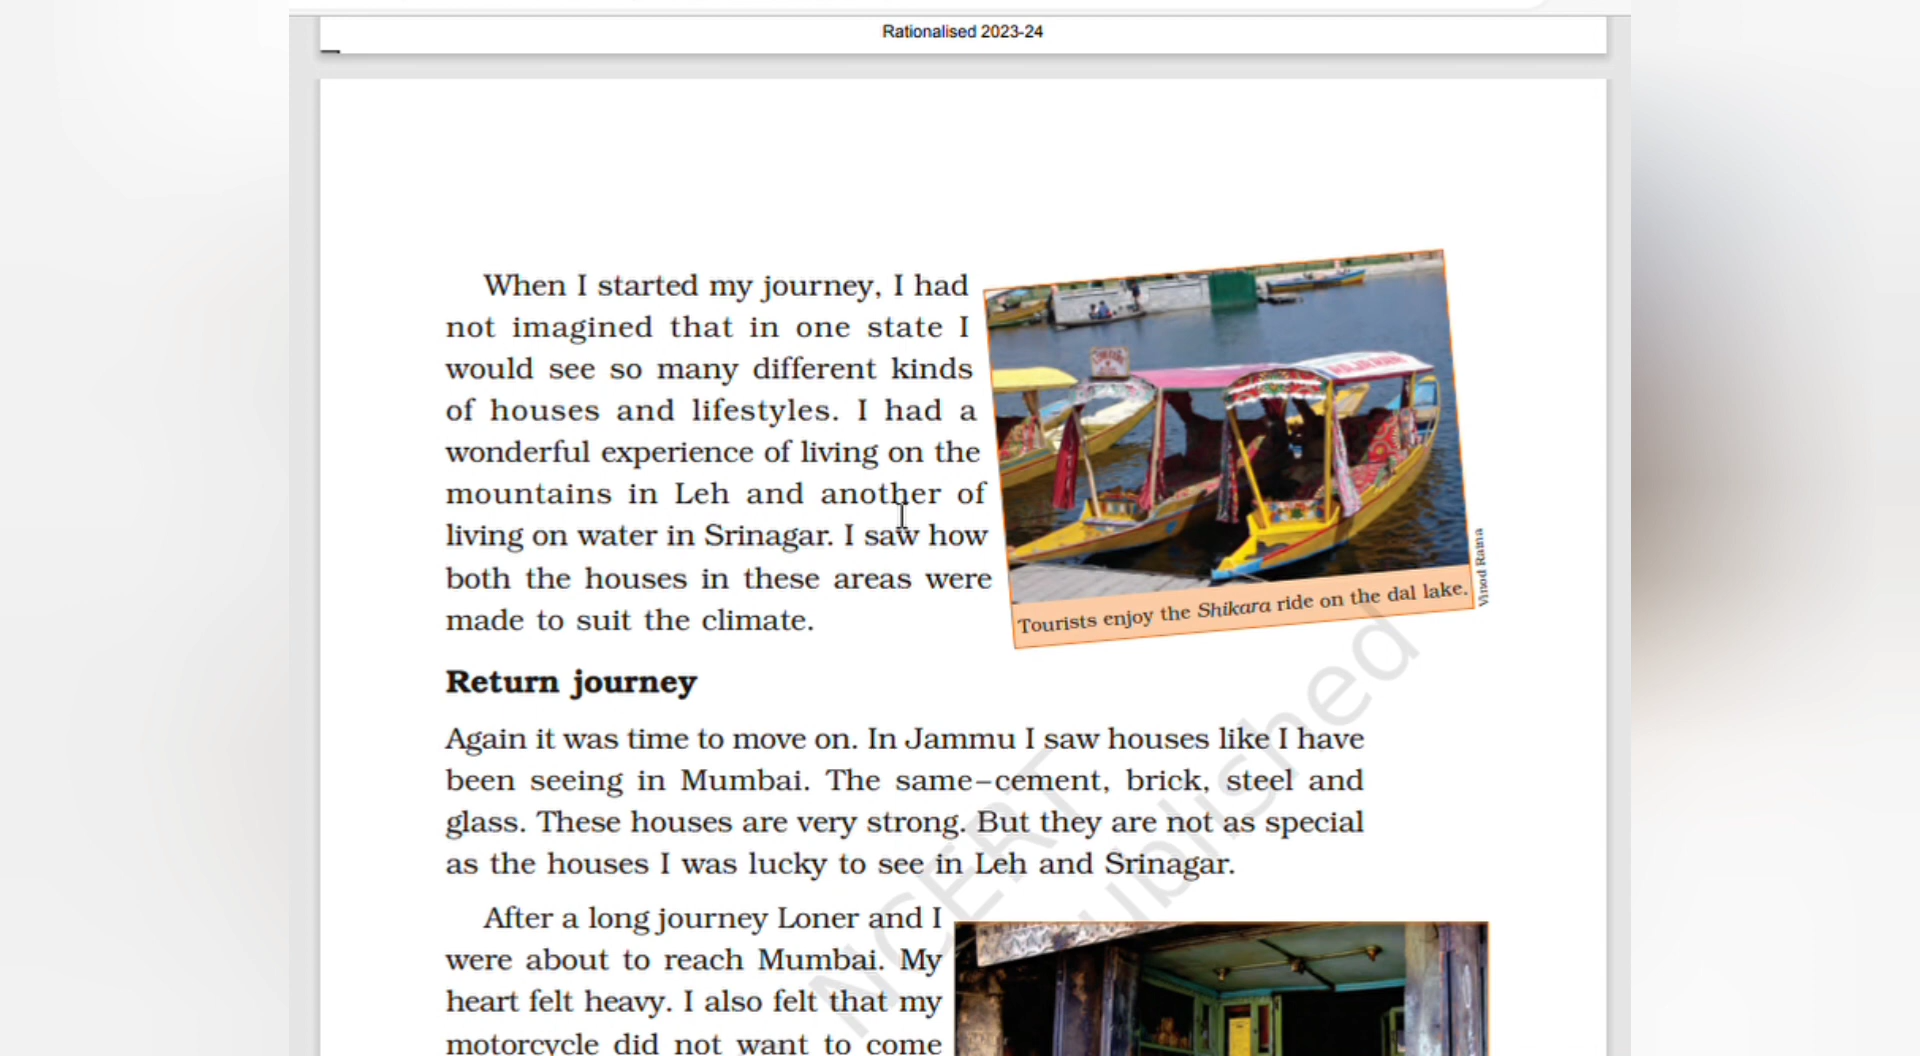 Rationalised 2023-24
When I started my journey, I had
not imagined that in one state I
would see so many different kinds
of houses and lifestyles. I had a
wonderful experience of living on the
mountains in Leh and another of
living on water in Srinagar. I saw how
both the houses in these areas were
made to suit the climate.
Tourists enjoy the Shikara ride on the dal lake.
Vinod Raina
Return journey
Again it was time to move on. In Jammu I saw houses like I have
been seeing in Mumbai. The same–cement, brick, steel and
glass. These houses are very strong. But they are not as special
as the houses I was lucky to see in Leh and Srinagar.
After a long journey Loner and I
were about to reach Mumbai. My
heart felt heavy. I also felt that my
motorcycle did not want to come
NCERT
ublished